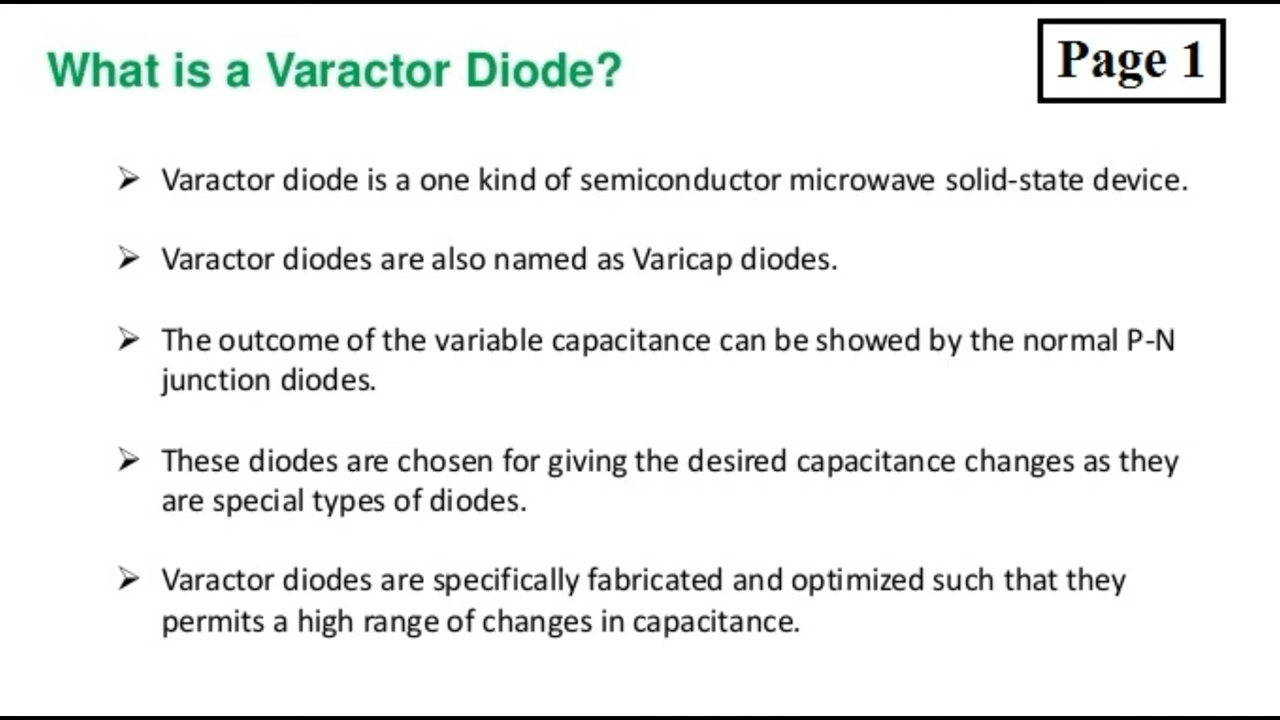 What is a Varactor Diode?
Page 1
➢ Varactor diode is a one kind of semiconductor microwave solid-state device.
➢ Varactor diodes are also named as Varicap diodes.
➢ The outcome of the variable capacitance can be showed by the normal P-N
junction diodes.
➢ These diodes are chosen for giving the desired capacitance changes as they
are special types of diodes.
➢ Varactor diodes are specifically fabricated and optimized such that they
permits a high range of changes in capacitance.